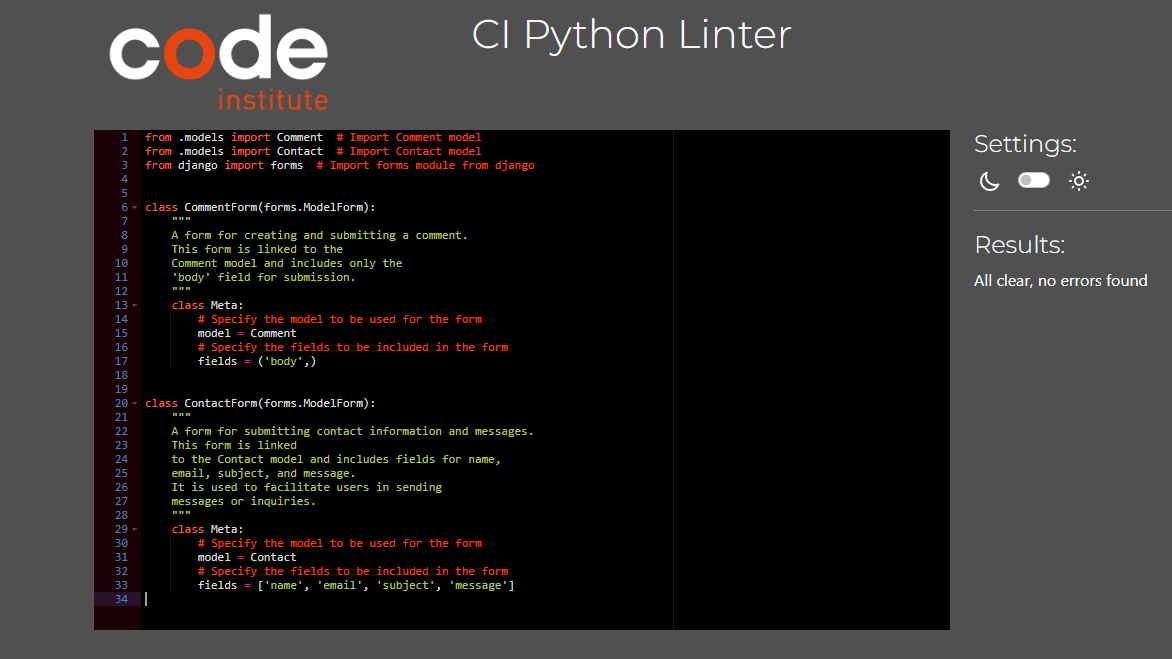 code
institute
CI Python Linter
1 from .models import Comment  # Import Comment model
2 from .models import Contact  # Import Contact model
3 from django import forms  # Import forms module from django
4
5
6 class CommentForm(forms.ModelForm):
7     """
8     A form for creating and submitting a comment.
9     This form is linked to the
10     Comment model and includes only the
11     'body' field for submission.
12     """
13     class Meta:
14         # Specify the model to be used for the form
15         model = Comment
16         # Specify the fields to be included in the form
17         fields = ('body',)
18
19
20 class ContactForm(forms.ModelForm):
21     """
22     A form for submitting contact information and messages.
23     This form is linked
24     to the Contact model and includes fields for name,
25     email, subject, and message.
26     It is used to facilitate users in sending
27     messages or inquiries.
28     """
29     class Meta:
30         # Specify the model to be used for the form
31         model = Contact
32         # Specify the fields to be included in the form
33         fields = ['name', 'email', 'subject', 'message']
34
Settings:
Results:
All clear, no errors found